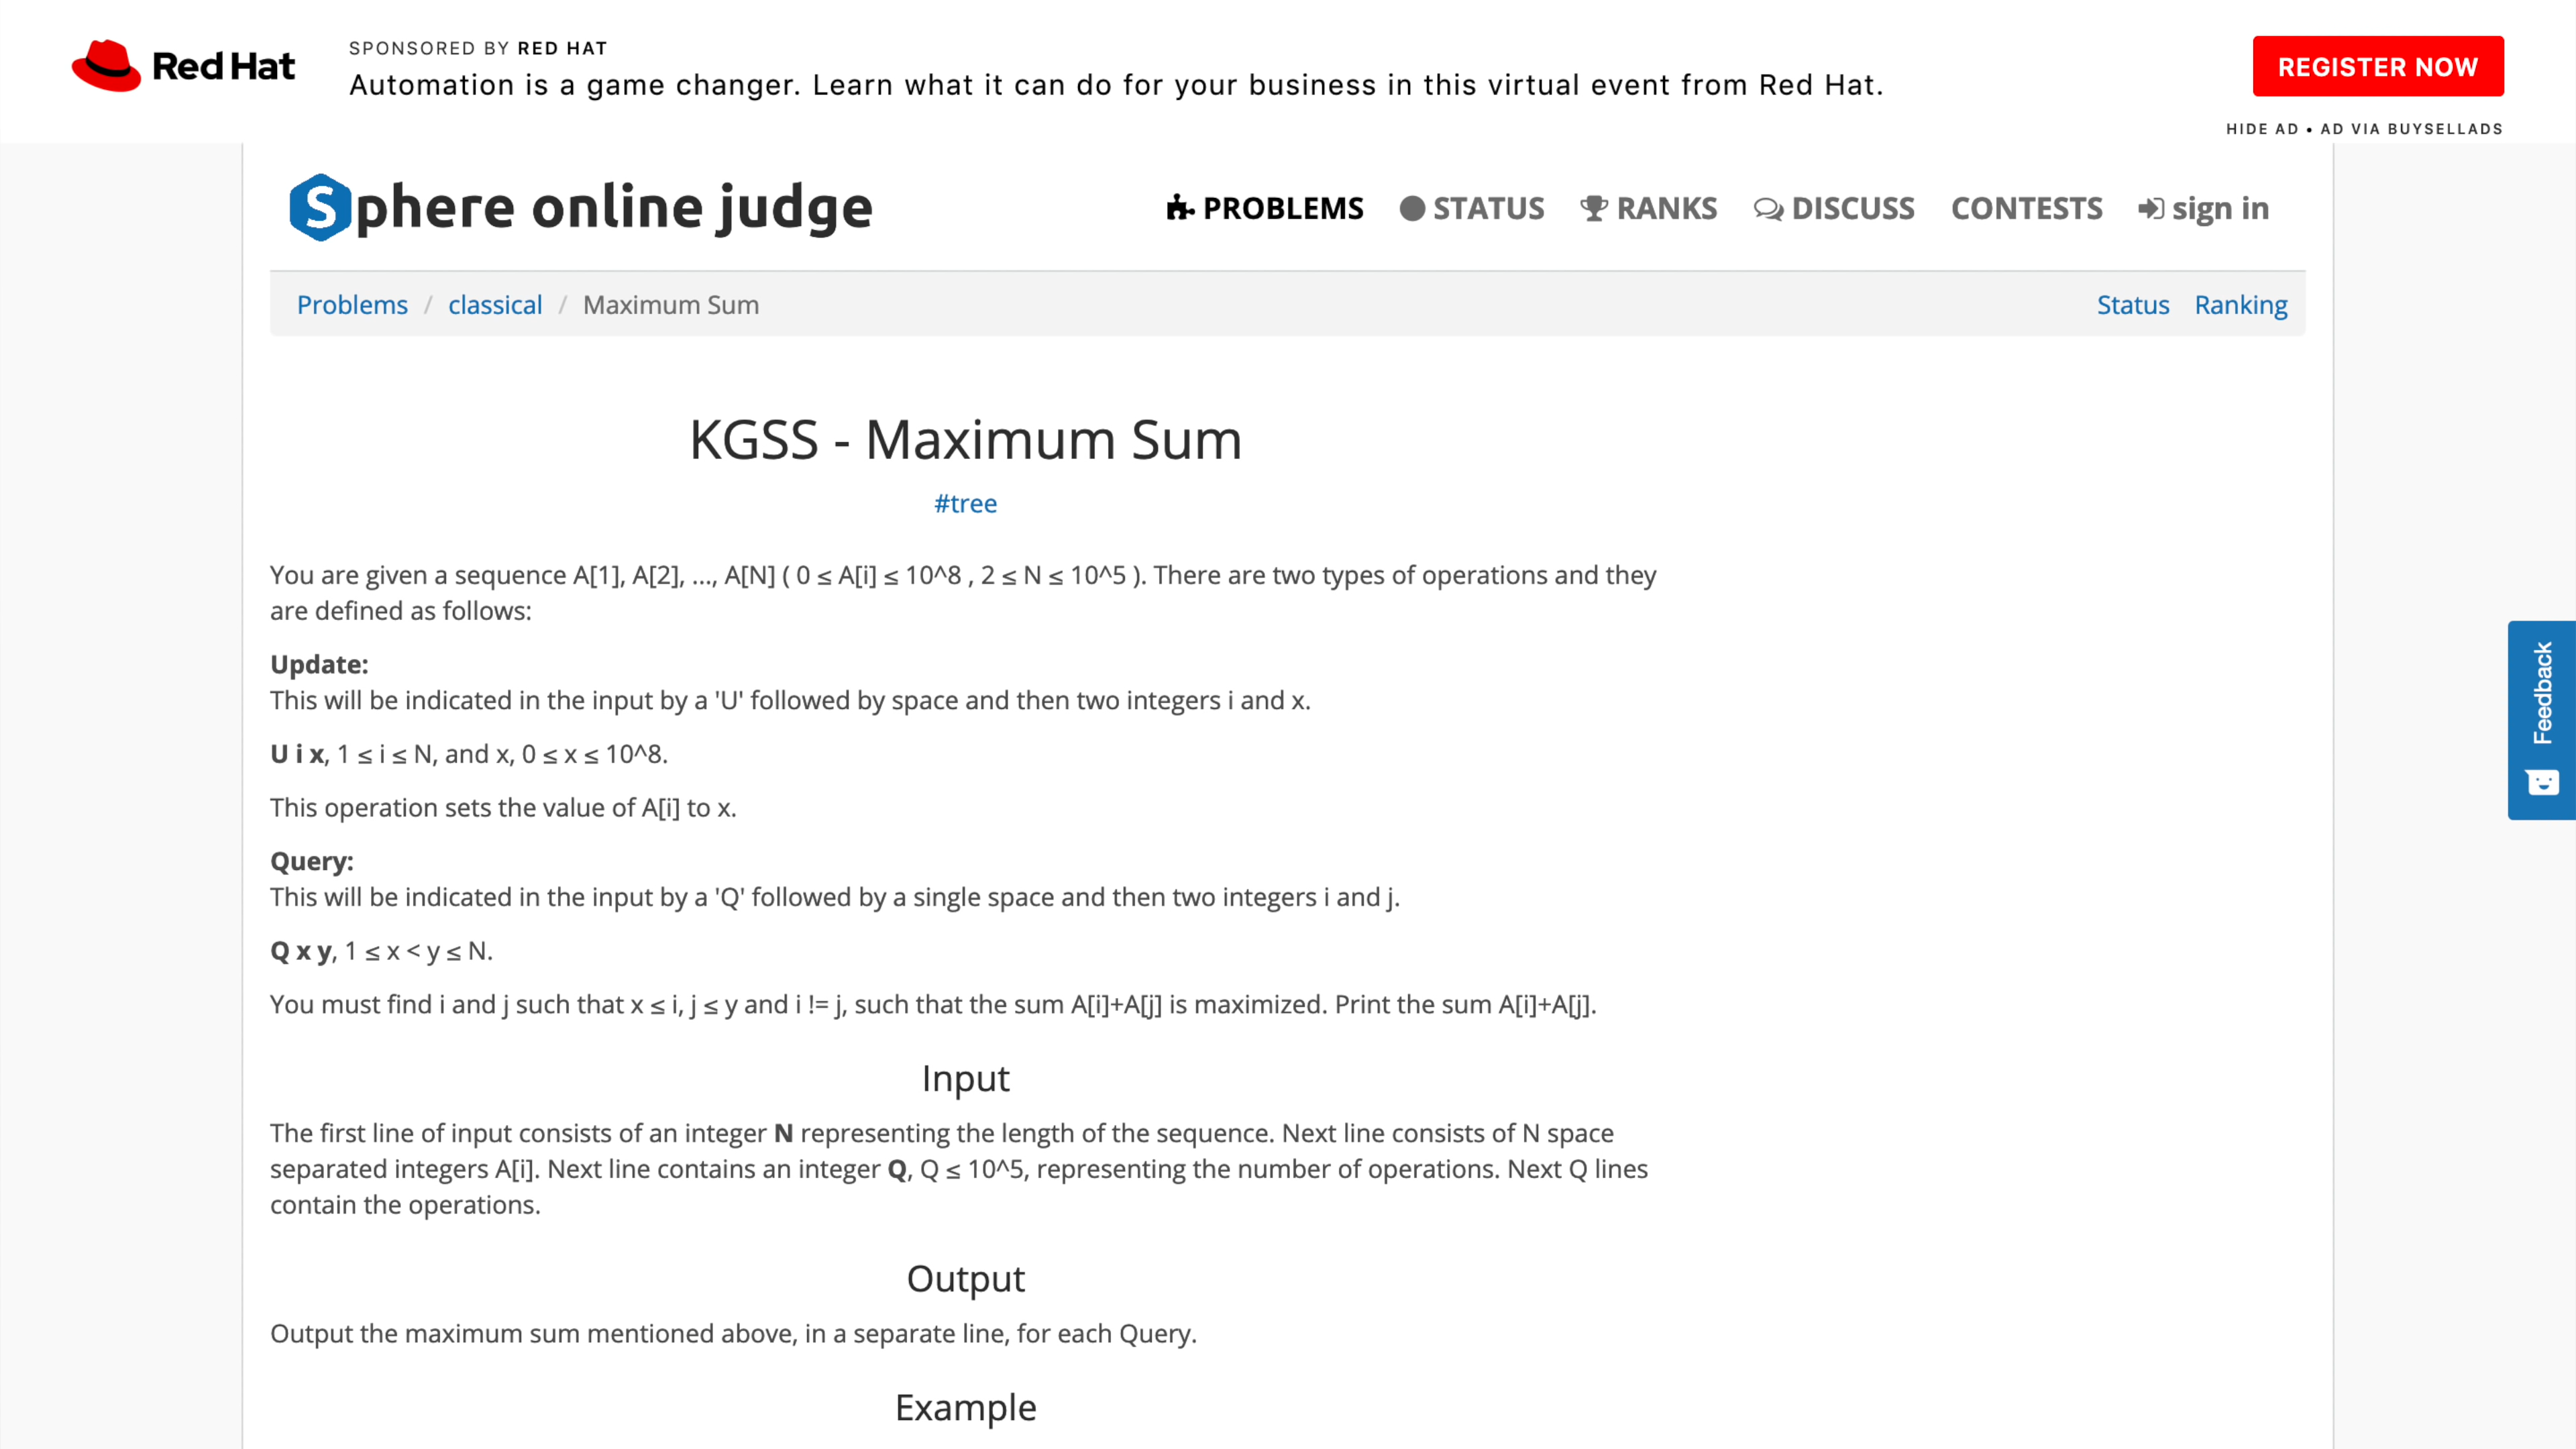 Red Hat
SPONSORED BY RED HAT
Automation is a game changer. Learn what it can do for your business in this virtual event from Red Hat.
REGISTER NOW
HIDE AD • AD VIA BUYSELLADS
Sphere online judge
PROBLEMS STATUS RANKS DISCUSS CONTESTS sign in
Problems / classical / Maximum Sum
Status Ranking
KGSS - Maximum Sum
#tree
You are given a sequence A[1], A[2], ..., A[N] ( 0 ≤ A[i] ≤ 10^8 , 2 ≤ N ≤ 10^5 ). There are two types of operations and they
are defined as follows:
Update:
This will be indicated in the input by a 'U' followed by space and then two integers i and x.
U i x, 1 ≤ i ≤ N, and x, 0 ≤ x ≤ 10^8.
This operation sets the value of A[i] to x.
Query:
This will be indicated in the input by a 'Q' followed by a single space and then two integers i and j.
Q x y, 1 ≤ x < y ≤ N.
You must find i and j such that x ≤ i, j ≤ y and i != j, such that the sum A[i]+A[j] is maximized. Print the sum A[i]+A[j].
Input
The first line of input consists of an integer N representing the length of the sequence. Next line consists of N space
separated integers A[i]. Next line contains an integer Q, Q ≤ 10^5, representing the number of operations. Next Q lines
contain the operations.
Output
Output the maximum sum mentioned above, in a separate line, for each Query.
Example
Feedback